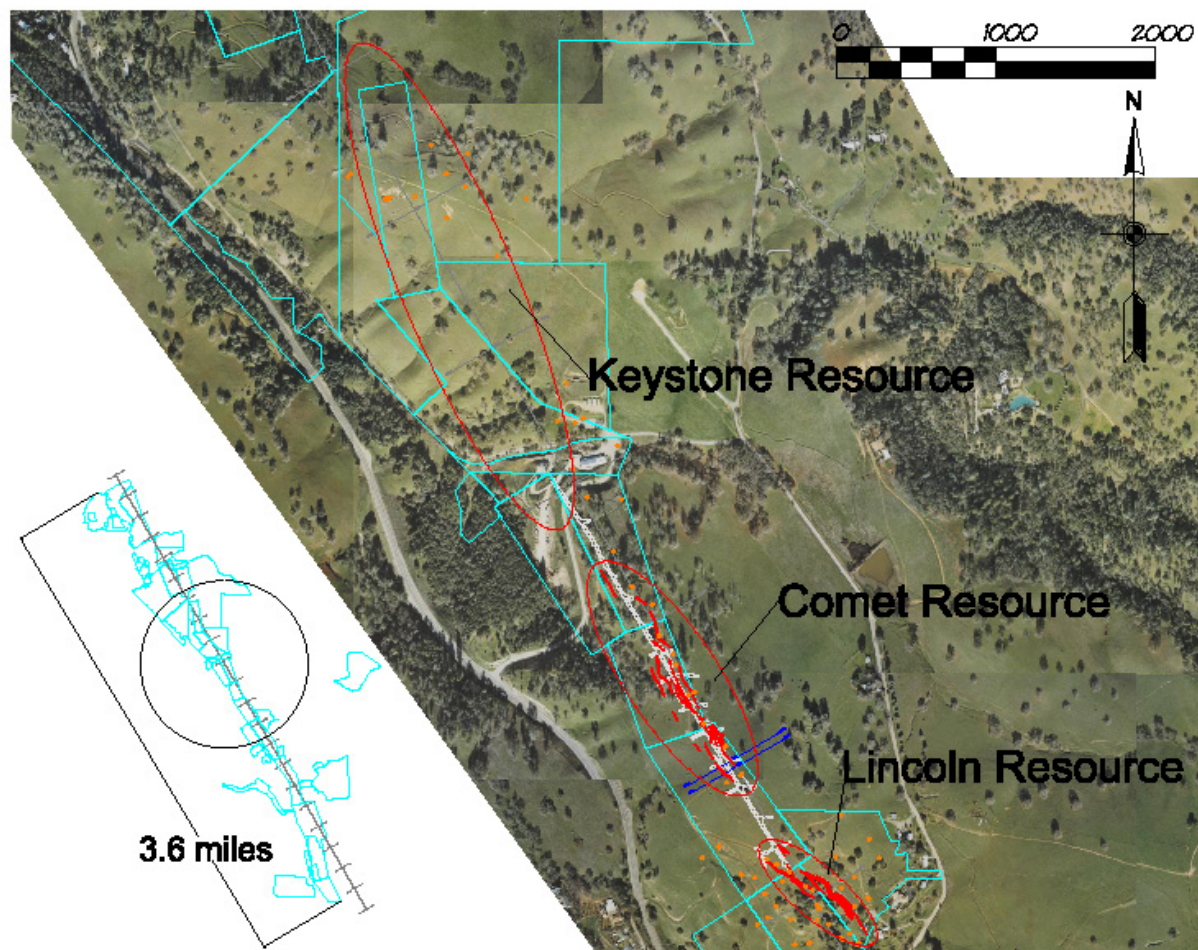 0 1000 2000
N
Keystone Resource
Comet Resource
Lincoln Resource
3.6 miles